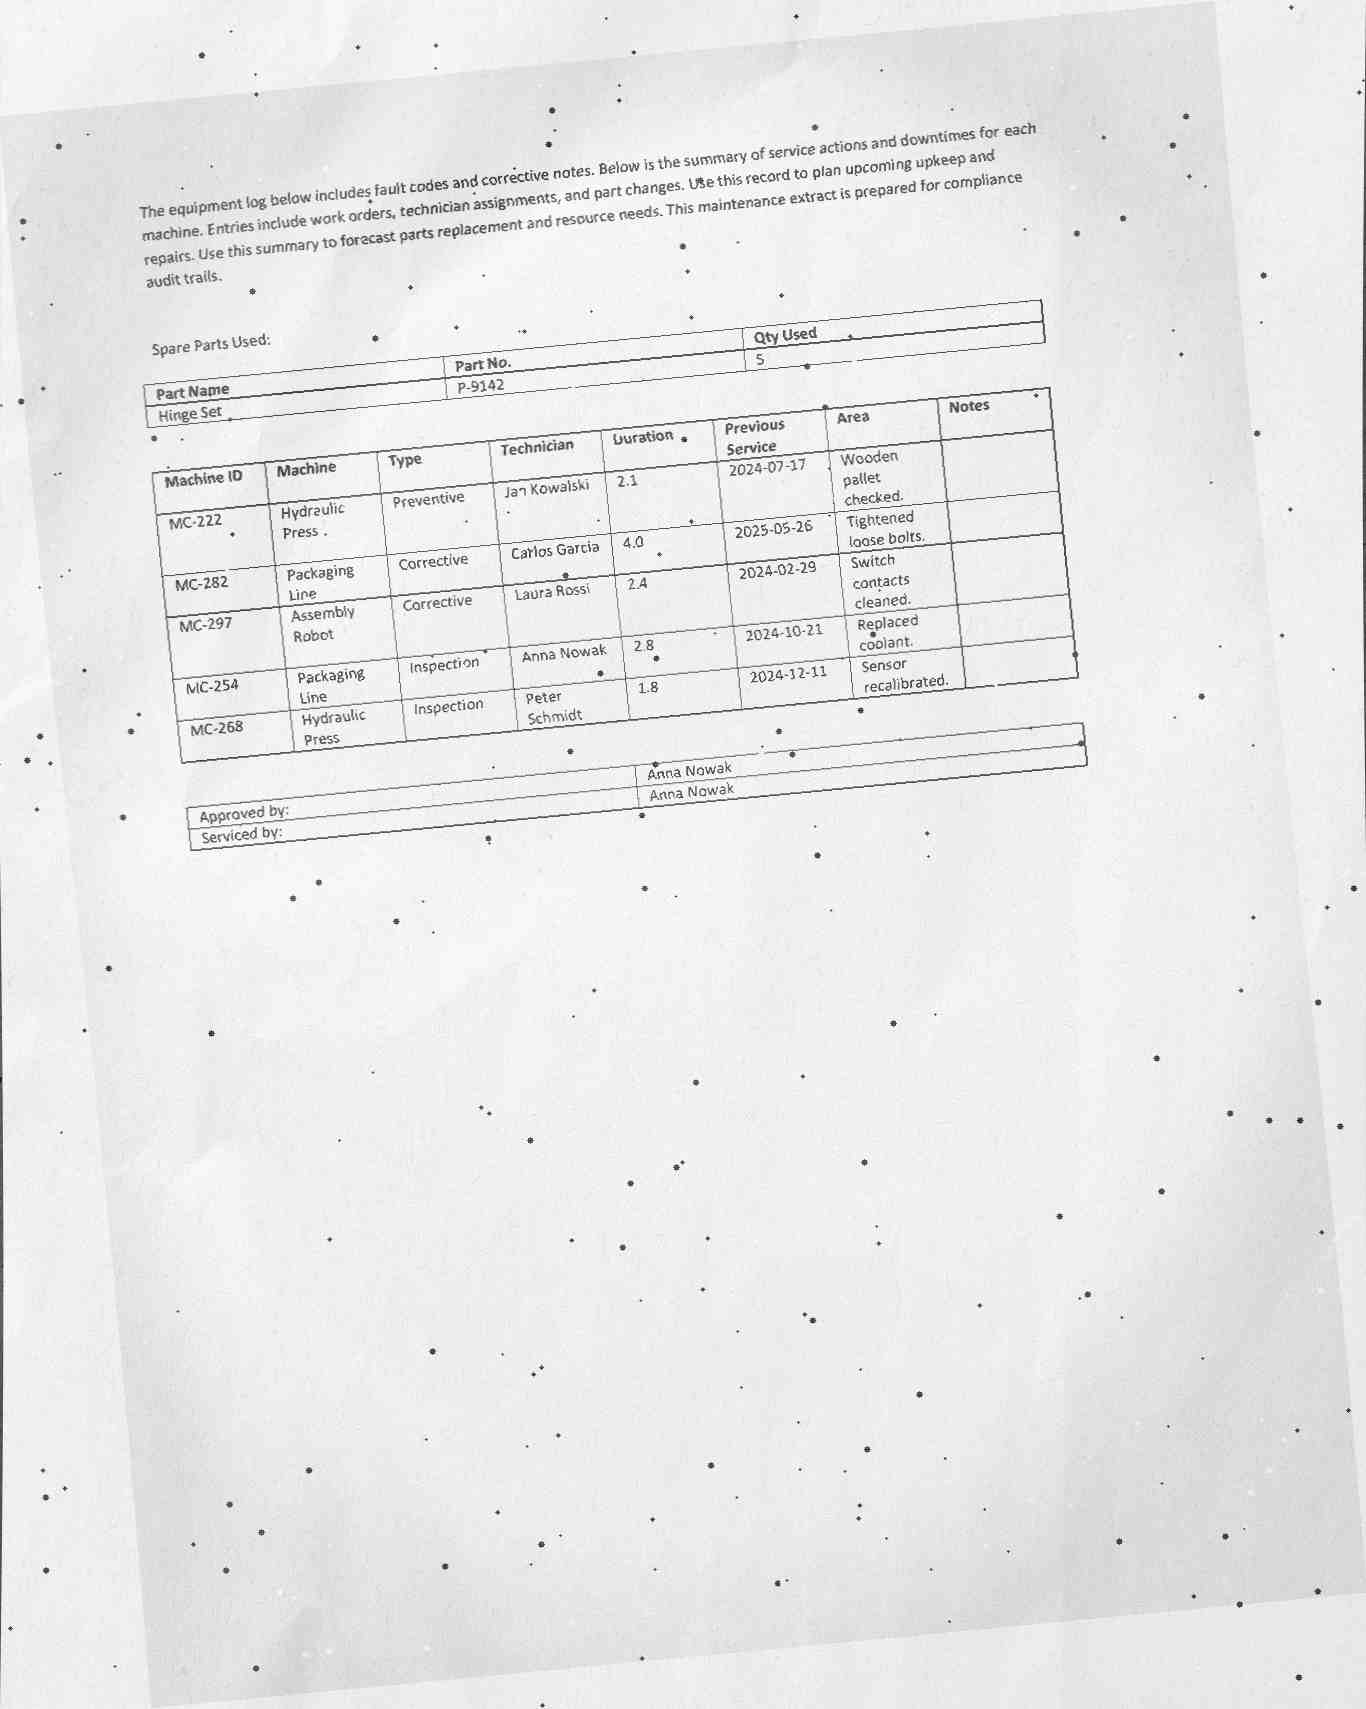 The equipment log below includes fault codes and corrective notes. Below is the summary of service actions and downtimes for each
machine. Entries include work orders, technician assignments, and part changes. Use this record to plan upcoming upkeep and
repairs. Use this summary to forecast parts replacement and resource needs. This maintenance extract is prepared for compliance
audit trails.
Spare Parts Used:
Part Name Part No. Qty Used
Hinge Set P-9142 5
Machine ID Machine Type Technician Duration Previous Service Area Notes
MC-222 Hydraulic Press Preventive Jan Kowalski 2.1 2024-07-17 Wooden pallet checked.
MC-282 Packaging Line Corrective Carlos Garcia 4.0 2025-05-26 Tightened loose bolts.
MC-297 Assembly Robot Corrective Laura Rossi 2.4 2024-02-29 Switch contacts cleaned.
MC-254 Packaging Line Inspection Anna Nowak 2.8 2024-10-21 Replaced coolant.
MC-268 Hydraulic Press Inspection Peter Schmidt 1.8 2024-12-11 Sensor recalibrated.
Approved by: Anna Nowak
Serviced by: Anna Nowak